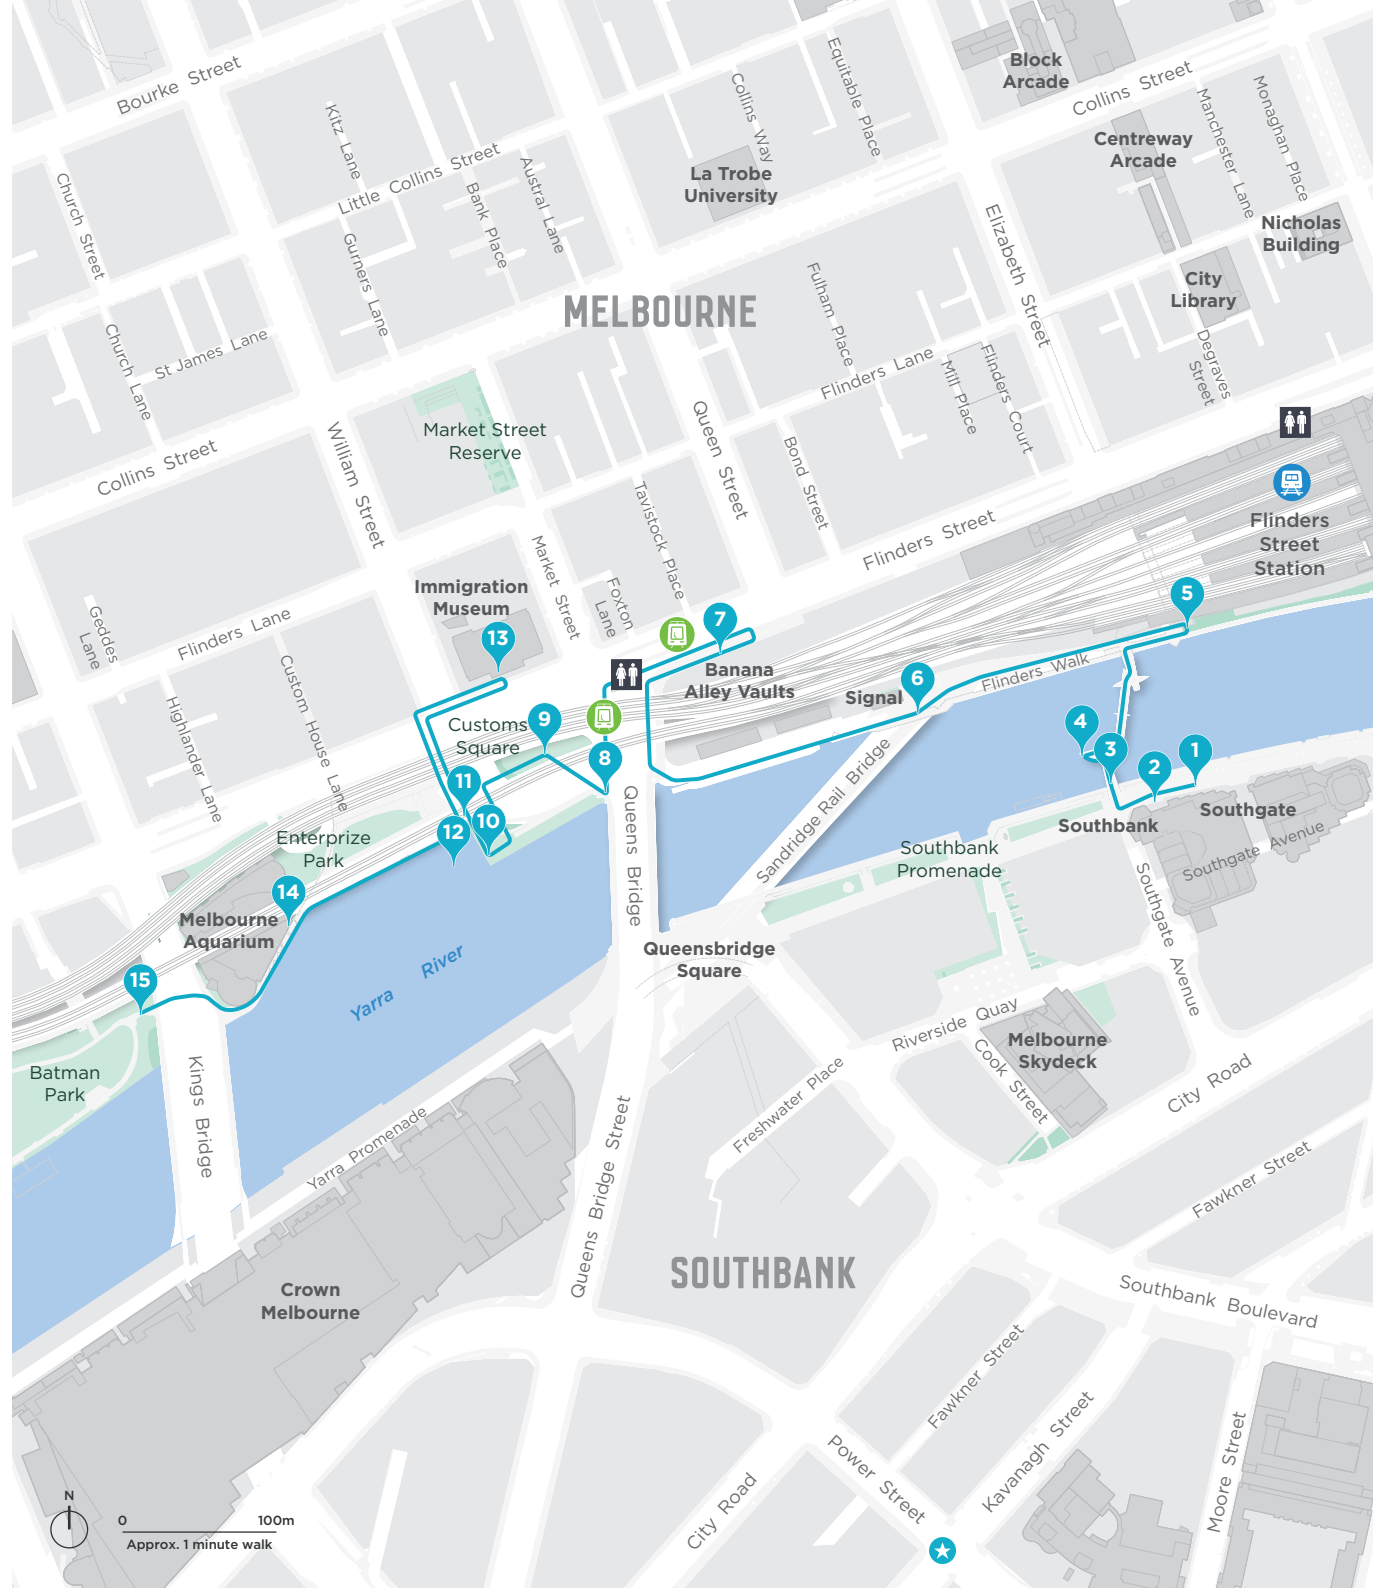 Bourke Street
Kitz Lane
Little Collins Street
Austral Lane
Bank Place
Gurners Lane
Church Street
Church Lane
St James Lane
Collins Street
Collins Way
Equitable Place
La Trobe
University
Block
Arcade
Collins Street
Centreway
Arcade
Manchester Lane
Monaghan Place
Nicholas
Building
City
Library
Degraves
Street
Elizabeth Street
MELBOURNE
Fulham Place
Flinders Lane
Mill Place
Flinders Court
Market Street
Reserve
William Street
Queen Street
Bond Street
Tavistock Place
Market Street
Foxton
Lane
Flinders Street
Flinders
Street
Station
Immigration
Museum
Geddes
Lane
Flinders Lane
Custom House Lane
Highlander Lane
13
7
5
Banana
Alley Vaults
Signal
6
Flinders Walk
Customs
Square
9
8
4
3
2
1
Southbank
Southgate
Southgate Avenue
11
10
12
Enterprize
Park
14
Melbourne
Aquarium
15
Queens Bridge
Sandridge Rail Bridge
Southbank
Promenade
Southgate Avenue
Yarra River
Queensbridge
Square
Riverside Quay
Melbourne
Skydeck
Cook Street
City Road
Freshwater Place
Batman
Park
Kings Bridge
Yarra Promenade
Queens Bridge Street
Fawkner Street
SOUTHBANK
Crown
Melbourne
Southbank Boulevard
Fawkner Street
Kavanagh Street
Power Street
City Road
Moore Street
N
0 100m
Approx. 1 minute walk